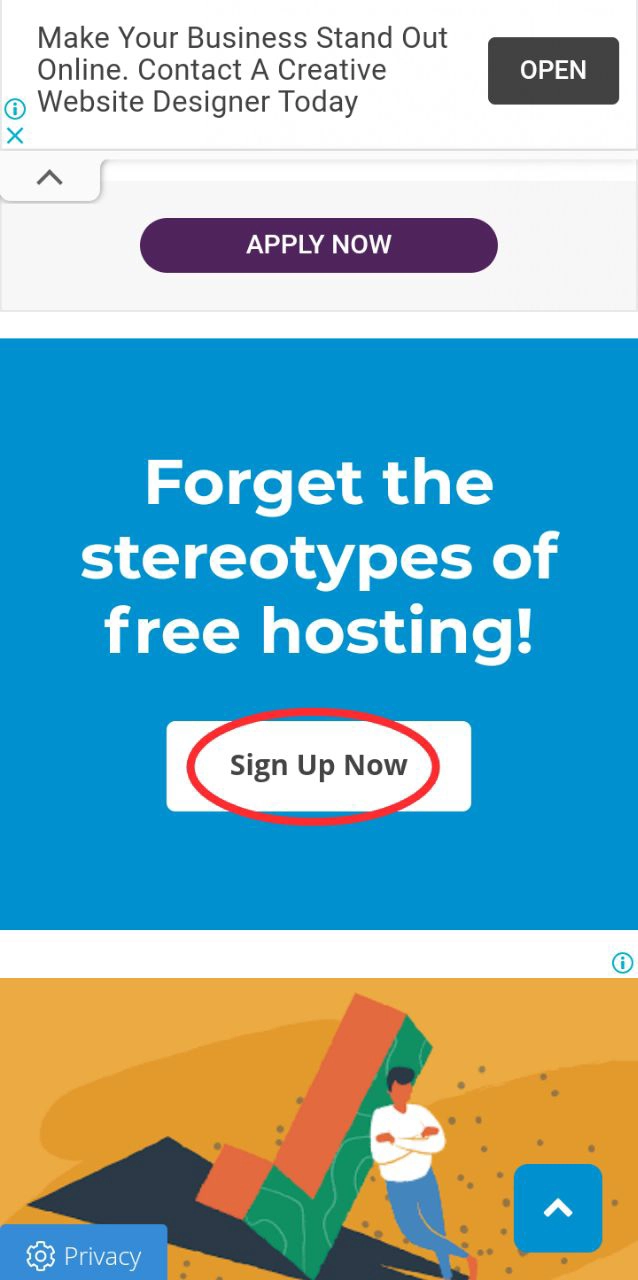 Make Your Business Stand Out
Online. Contact A Creative
Website Designer Today
OPEN
APPLY NOW
Forget the
stereotypes of
free hosting!
Sign Up Now
Privacy